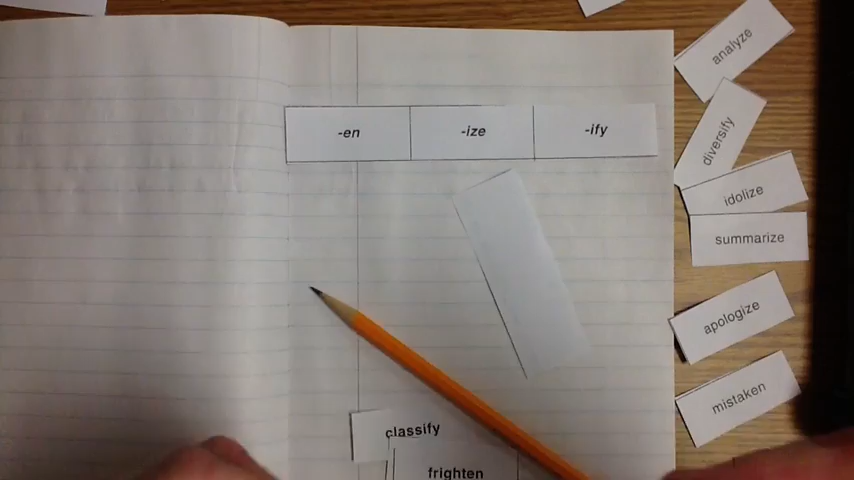 -en -ize -ify
classify
frighten
analyze
diversify
idolize
summarize
apologize
mistaken